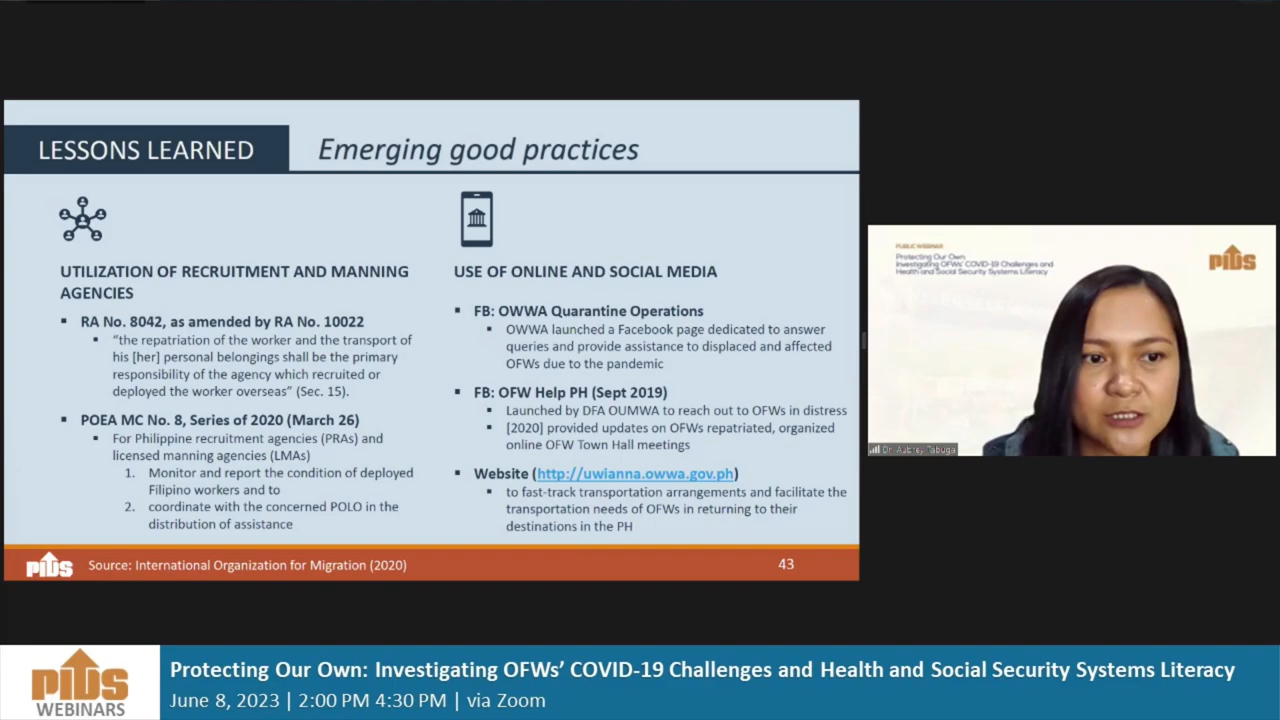 LESSONS LEARNED
Emerging good practices
UTILIZATION OF RECRUITMENT AND MANNING
AGENCIES
▪ RA No. 8042, as amended by RA No. 10022
▪ “the repatriation of the worker and the transport of
his [her] personal belongings shall be the primary
responsibility of the agency which recruited or
deployed the worker overseas” (Sec. 15).
▪ POEA MC No. 8, Series of 2020 (March 26)
▪ For Philippine recruitment agencies (PRAs) and
licensed manning agencies (LMAs)
1. Monitor and report the condition of deployed
Filipino workers and to
2. coordinate with the concerned POLO in the
distribution of assistance
USE OF ONLINE AND SOCIAL MEDIA
▪ FB: OWWA Quarantine Operations
▪ OWWA launched a Facebook page dedicated to answer
queries and provide assistance to displaced and affected
OFWs due to the pandemic
▪ FB: OFW Help PH (Sept 2019)
▪ Launched by DFA OUMWA to reach out to OFWs in distress
▪ [2020] provided updates on OFWs repatriated, organized
online OFW Town Hall meetings
▪ Website (http://uwianna.owwa.gov.ph)
▪ to fast-track transportation arrangements and facilitate the
transportation needs of OFWs in returning to their
destinations in the PH
PIDS
Source: International Organization for Migration (2020)
43
PUBLIC WEBINAR
Protecting Our Own
Investigating OFWs' COVID-19 Challenges and
Health and Social Security Systems Literacy
PIDS
Dr. Aubrey Tabuga
PIDS
WEBINARS
Protecting Our Own: Investigating OFWs’ COVID-19 Challenges and Health and Social Security Systems Literacy
June 8, 2023 | 2:00 PM 4:30 PM | via Zoom